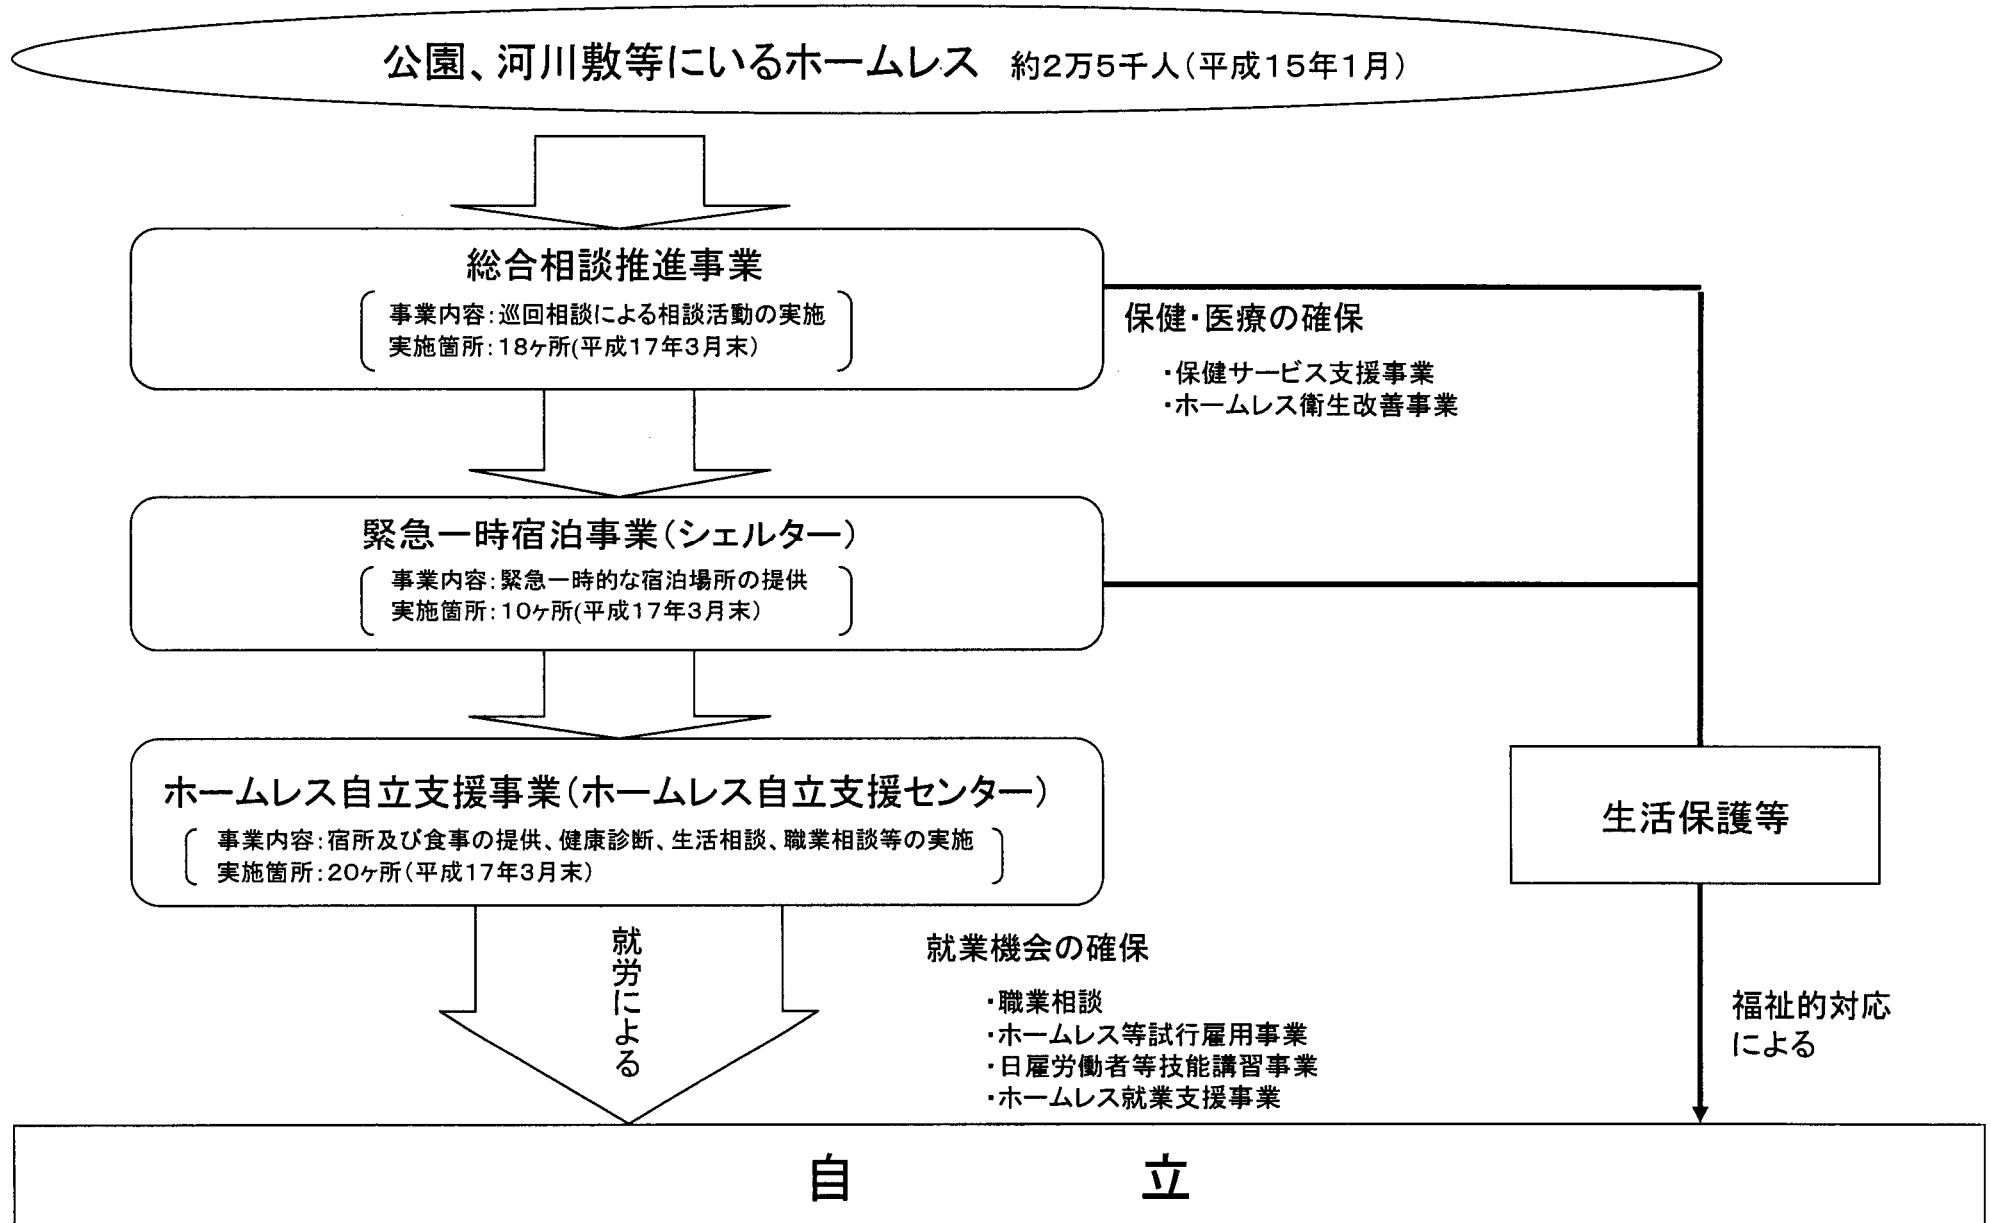 公園、河川敷等にいるホームレス 約2万5千人(平成15年1月)
総合相談推進事業
事業内容:巡回相談による相談活動の実施
実施箇所:18ヶ所(平成17年3月末)
保健・医療の確保
・保健サービス支援事業
・ホームレス衛生改善事業
緊急一時宿泊事業(シェルター)
事業内容:緊急一時的な宿泊場所の提供
実施箇所:10ヶ所(平成17年3月末)
ホームレス自立支援事業(ホームレス自立支援センター)
事業内容:宿所及び食事の提供、健康診断、生活相談、職業相談等の実施
実施箇所:20ヶ所(平成17年3月末)
生活保護等
就労による
就業機会の確保
・職業相談
・ホームレス等試行雇用事業
・日雇労働者等技能講習事業
・ホームレス就業支援事業
福祉的対応
による
自 立